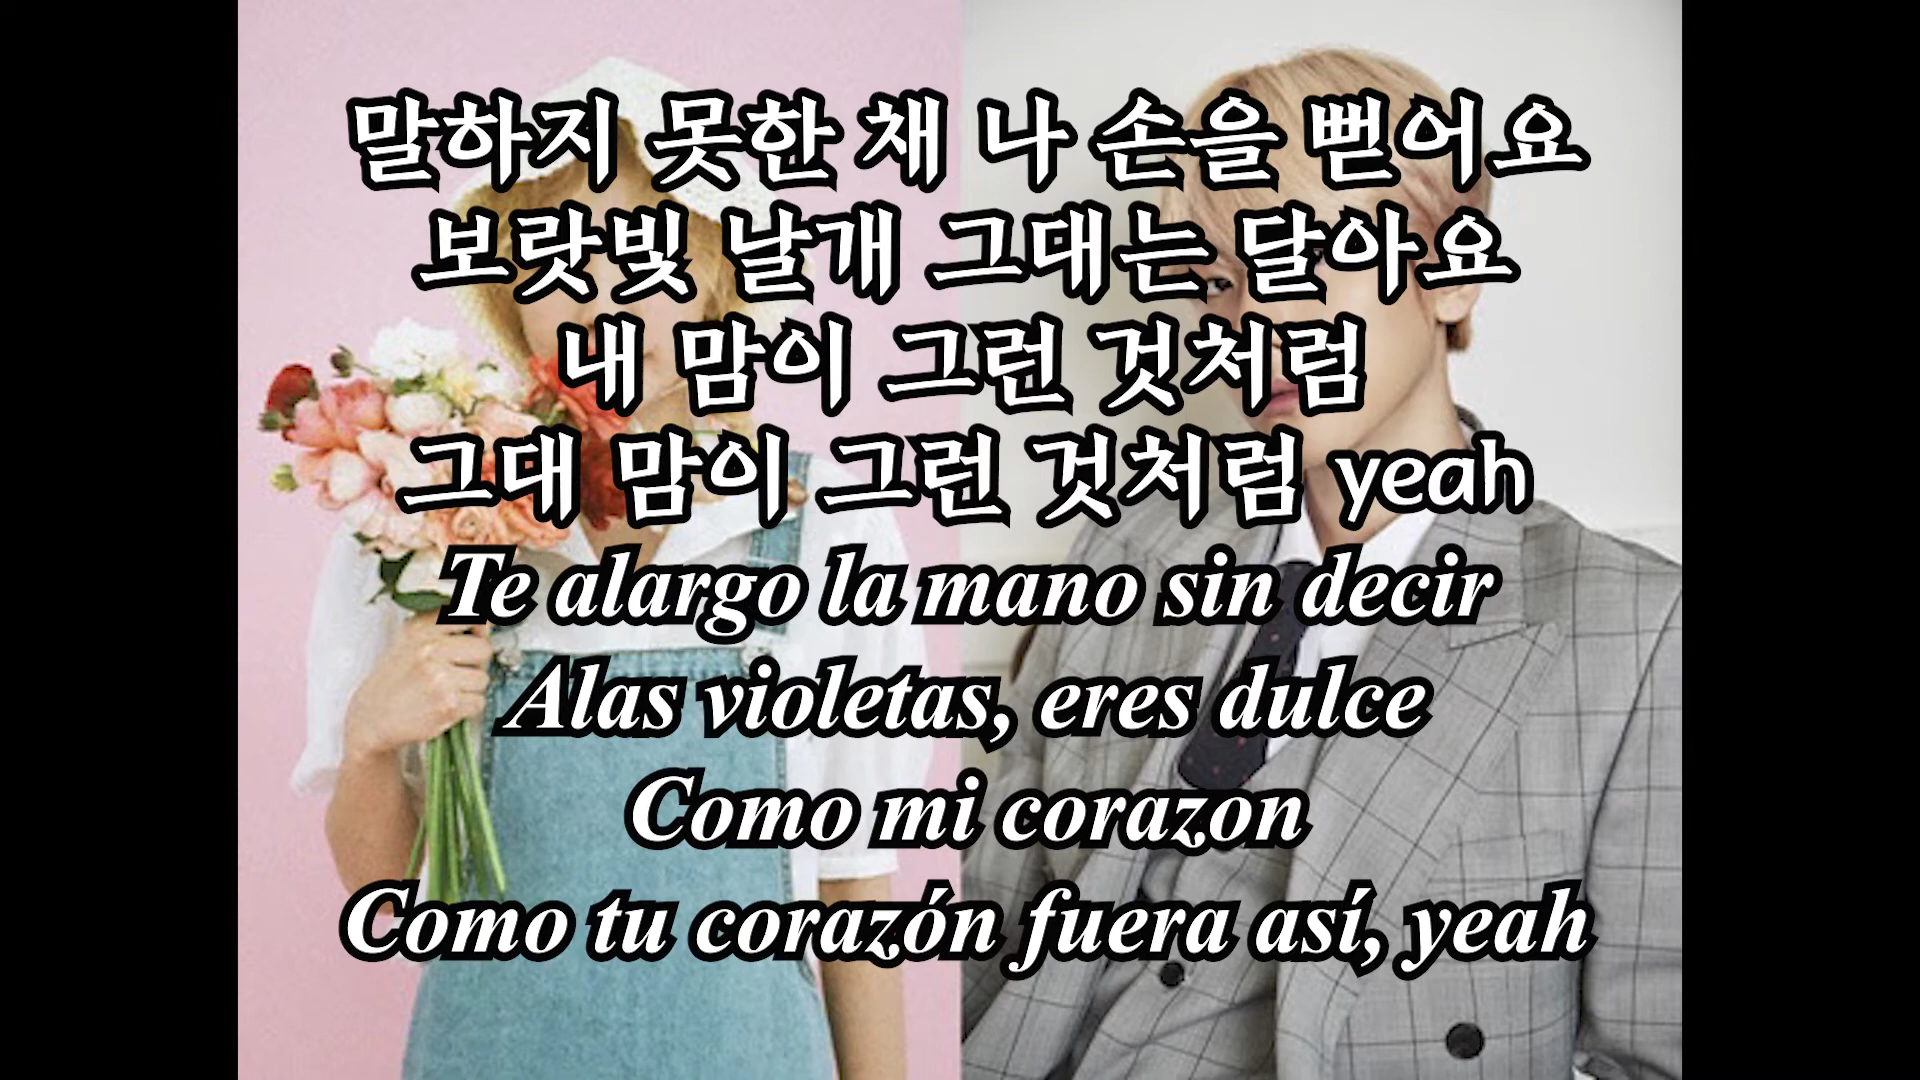 말하지 못한 채 나 손을 뻗어요
보랏빛 날개 그대는 달아요
내 맘이 그런 것처럼
그대 맘이 그런 것처럼 yeah
Te alargo la mano sin decir
Alas violetas, eres dulce
Como mi corazon
Como tu corazón fuera así, yeah